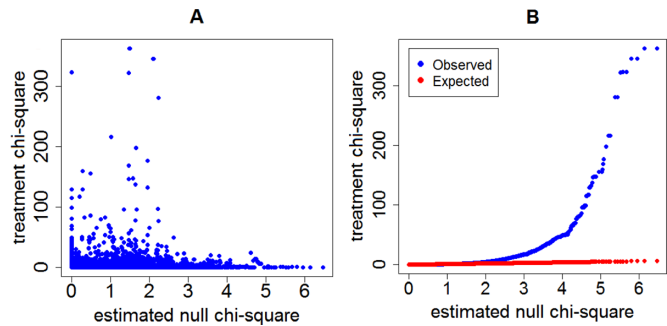 A
treatment chi-square
300
200
100
0
0 1 2 3 4 5 6
estimated null chi-square
B
treatment chi-square
300
200
100
0
Observed
Expected
0 1 2 3 4 5 6
estimated null chi-square